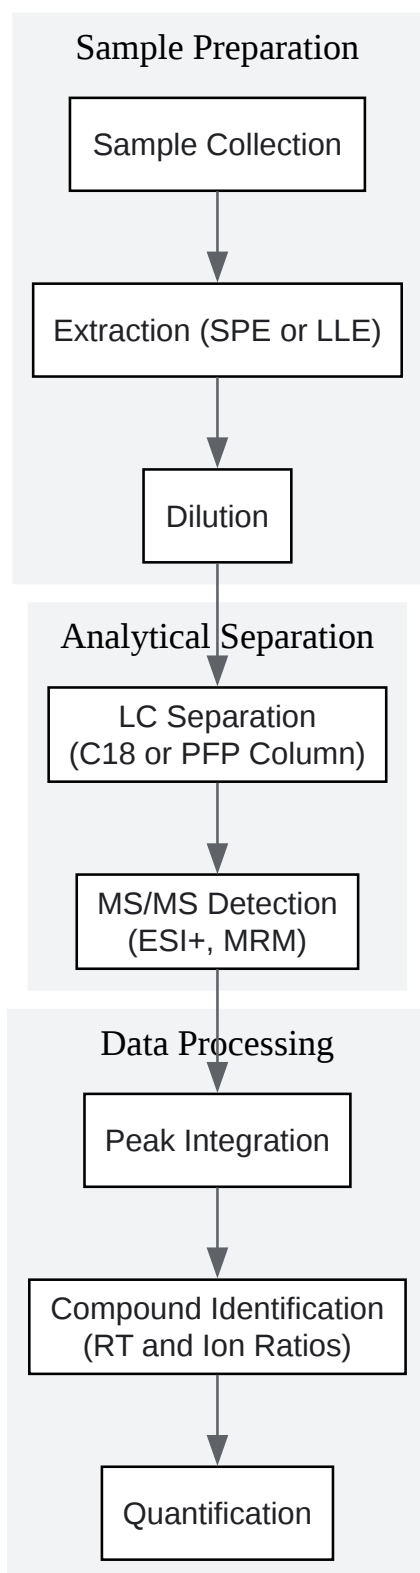 Sample Preparation
Sample Collection
Extraction (SPE or LLE)
Dilution
Analytical Separation
LC Separation
(C18 or PFP Column)
MS/MS Detection
(ESI+, MRM)
Data Processing
Peak Integration
Compound Identification
(RT and Ion Ratios)
Quantification